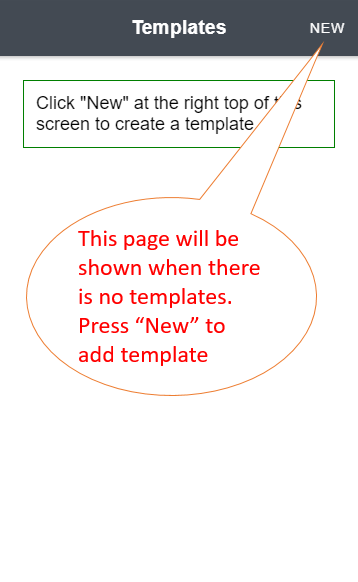 Templates
NEW
Click "New" at the right top of
screen to create a template
This page will be
shown when there
is no templates.
Press “New” to
add template